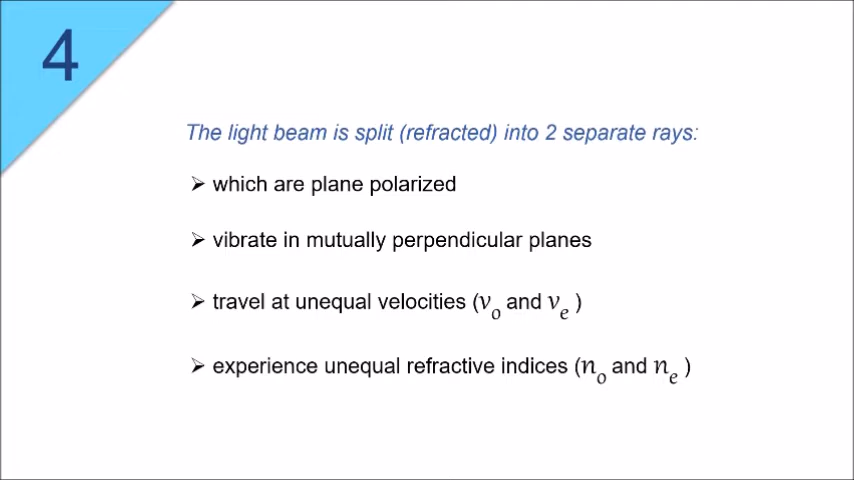 4
The light beam is split (refracted) into 2 separate rays:
➢ which are plane polarized
➢ vibrate in mutually perpendicular planes
➢ travel at unequal velocities (vₒ and vₑ )
➢ experience unequal refractive indices (nₒ and nₑ )